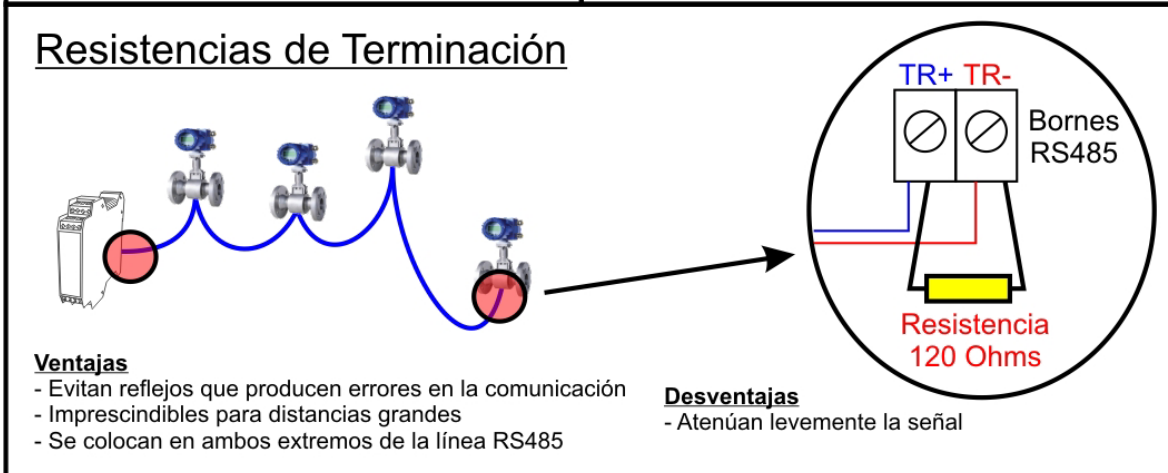 Resistencias de Terminación
TR+ TR-
Bornes
RS485
Resistencia
120 Ohms
Ventajas
- Evitan reflejos que producen errores en la comunicación
- Imprescindibles para distancias grandes
- Se colocan en ambos extremos de la línea RS485
Desventajas
- Atenúan levemente la señal